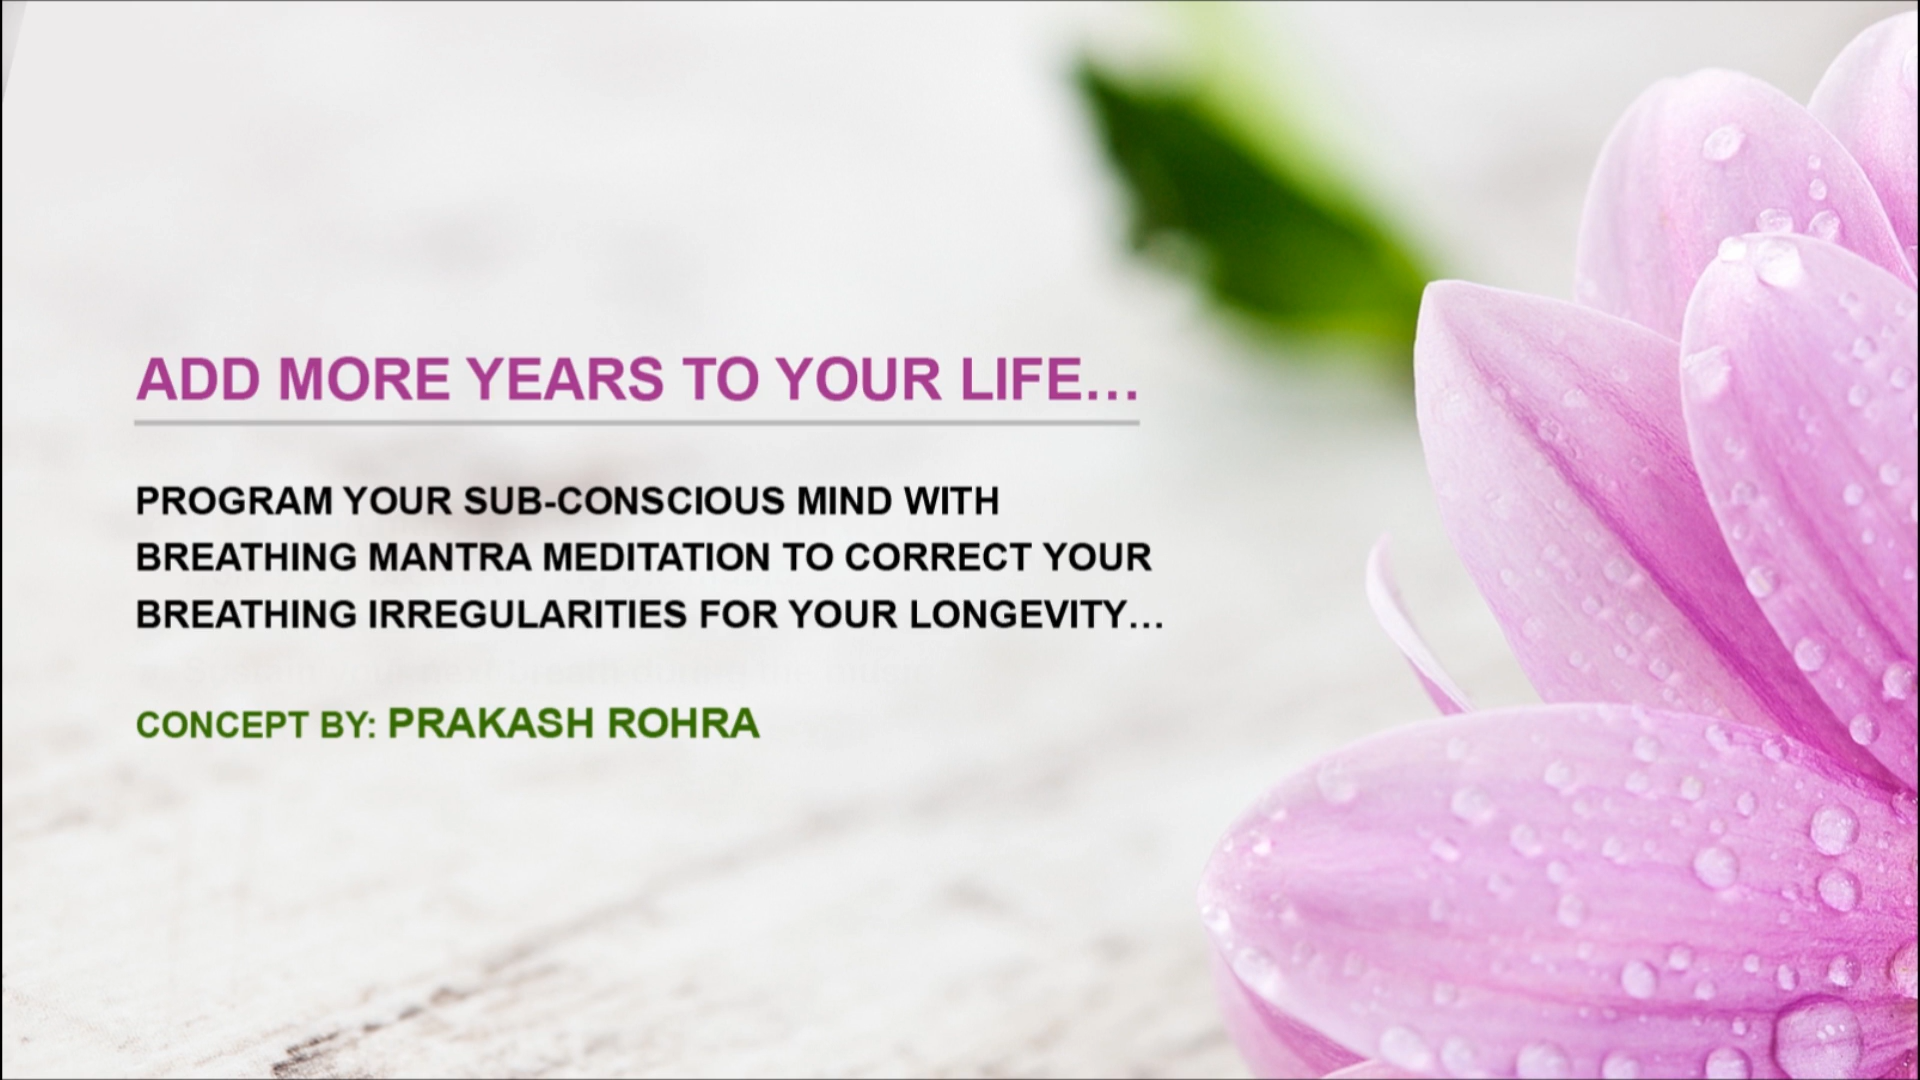 ADD MORE YEARS TO YOUR LIFE...
PROGRAM YOUR SUB-CONSCIOUS MIND WITH
BREATHING MANTRA MEDITATION TO CORRECT YOUR
BREATHING IRREGULARITIES FOR YOUR LONGEVITY...
CONCEPT BY: PRAKASH ROHRA